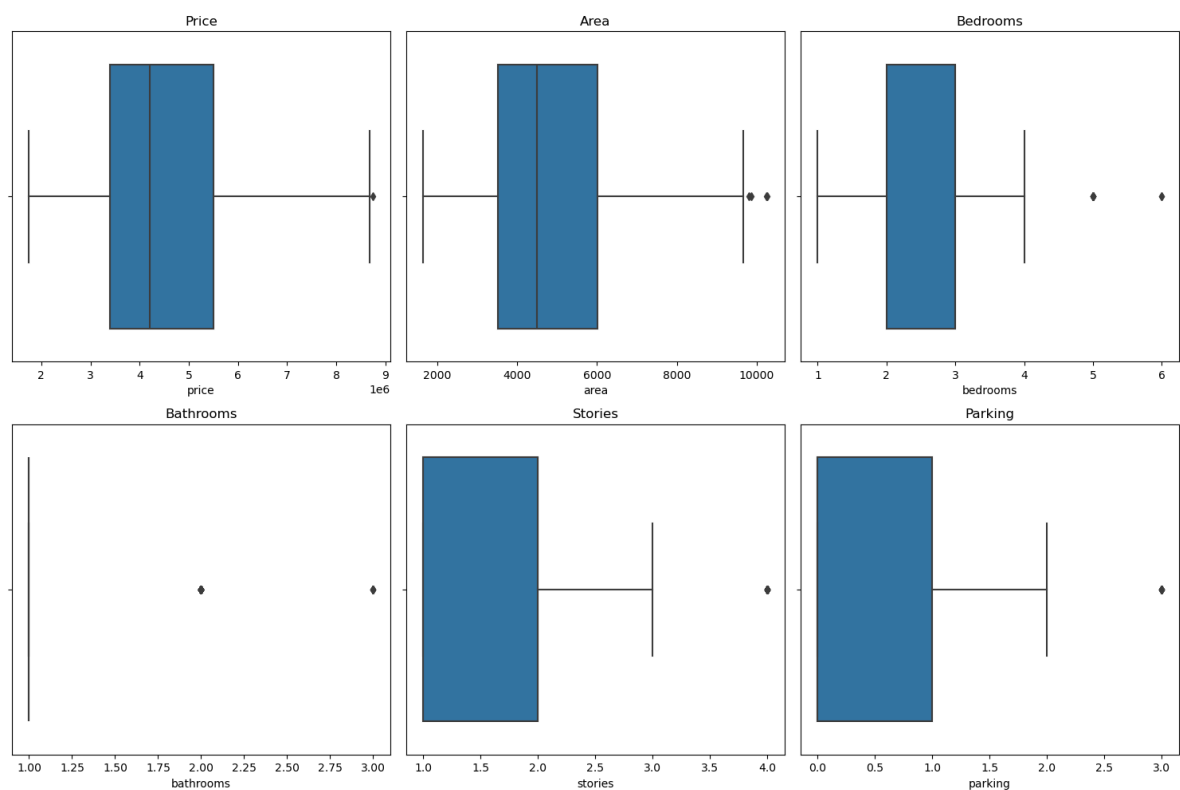 Price Area Bedrooms
2 3 4 5 6 7 8 9 2000 4000 6000 8000 10000 1 2 3 4 5 6
price 1e6 area bedrooms
Bathrooms Stories Parking
1.00 1.25 1.50 1.75 2.00 2.25 2.50 2.75 3.00 1.0 1.5 2.0 2.5 3.0 3.5 4.0 0.0 0.5 1.0 1.5 2.0 2.5 3.0
bathrooms stories parking